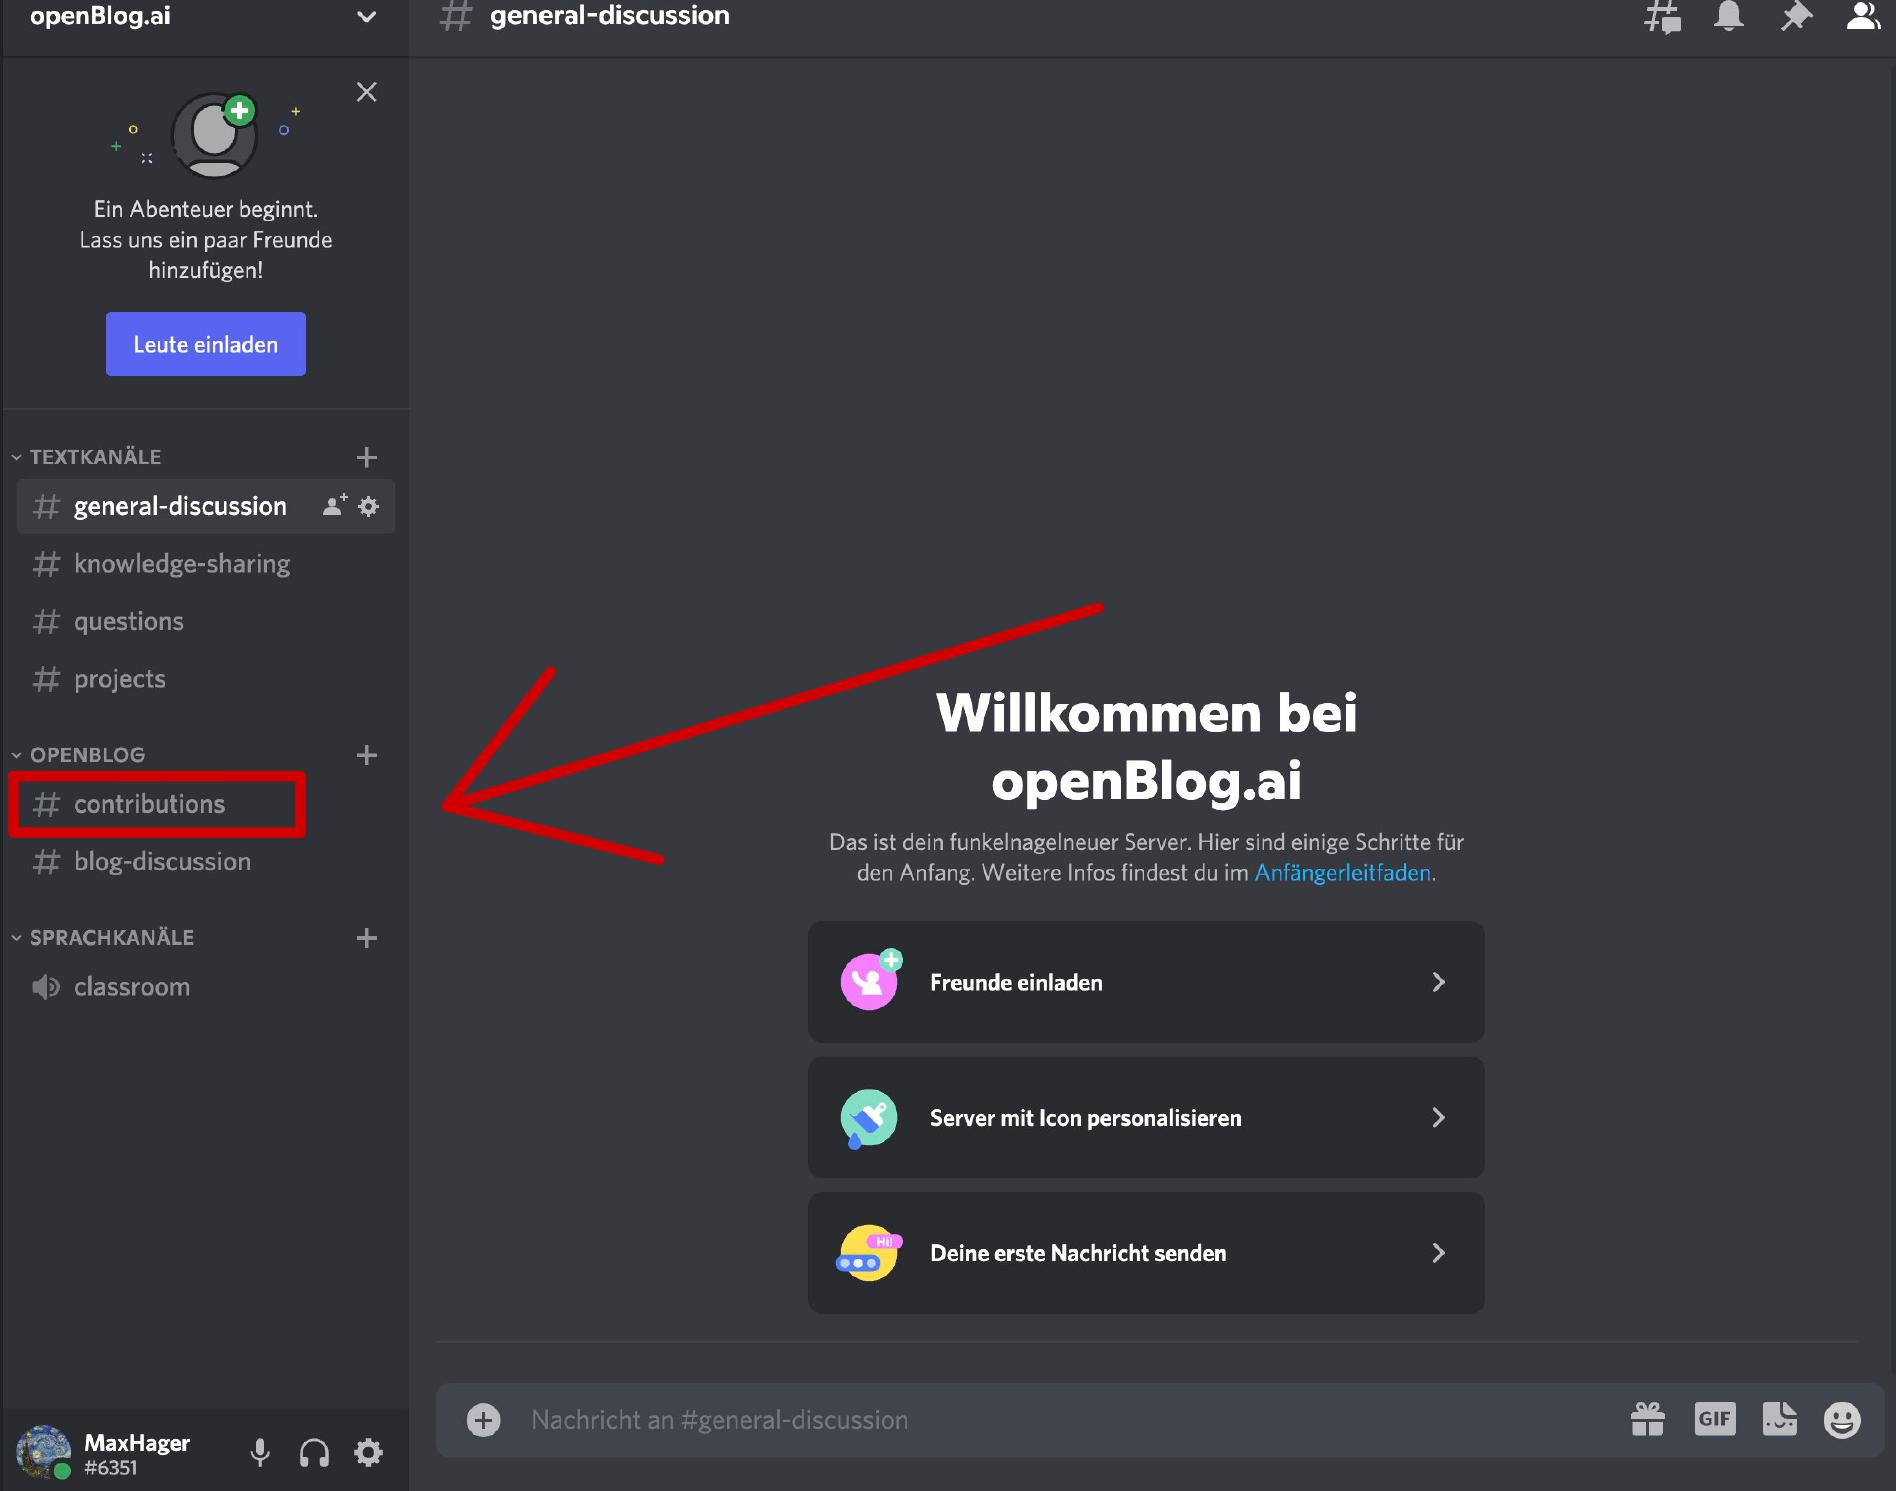 openBlog.ai
general-discussion
Ein Abenteuer beginnt.
Lass uns ein paar Freunde
hinzufügen!
Leute einladen
TEXTKANÄLE
general-discussion
knowledge-sharing
questions
projects
OPENBLOG
contributions
blog-discussion
SPRACHKANÄLE
classroom
MaxHager
#6351
Willkommen bei
openBlog.ai
Das ist dein funkelnagelneuer Server. Hier sind einige Schritte für
den Anfang. Weitere Infos findest du im Anfängerleitfaden.
Freunde einladen
Server mit Icon personalisieren
Hi!
Deine erste Nachricht senden
Nachricht an #general-discussion
GIF